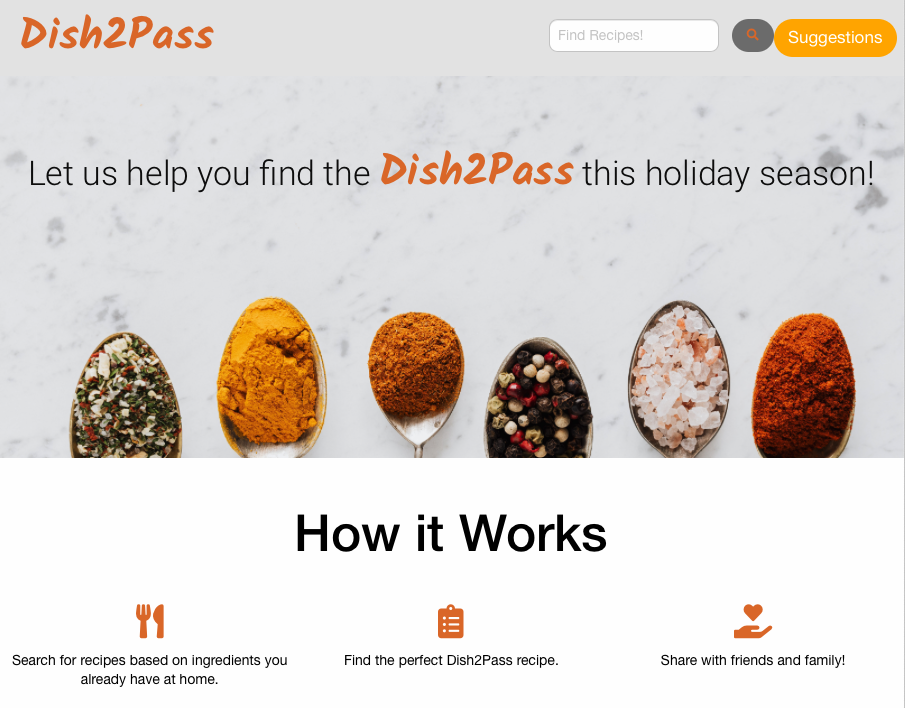 Dish2Pass
Find Recipes!
Suggestions
Let us help you find the Dish2Pass this holiday season!
How it Works
Search for recipes based on ingredients you
already have at home.
Find the perfect Dish2Pass recipe.
Share with friends and family!